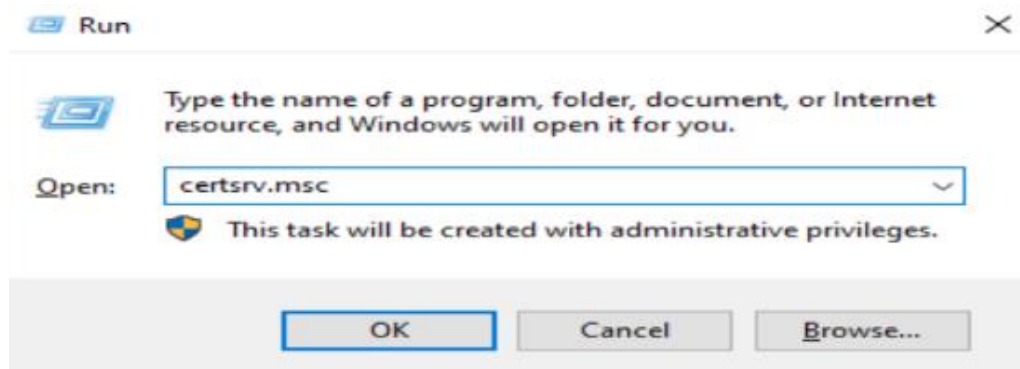 Run
Type the name of a program, folder, document, or Internet
resource, and Windows will open it for you.
Open: certsrv.msc
This task will be created with administrative privileges.
OK Cancel Browse...